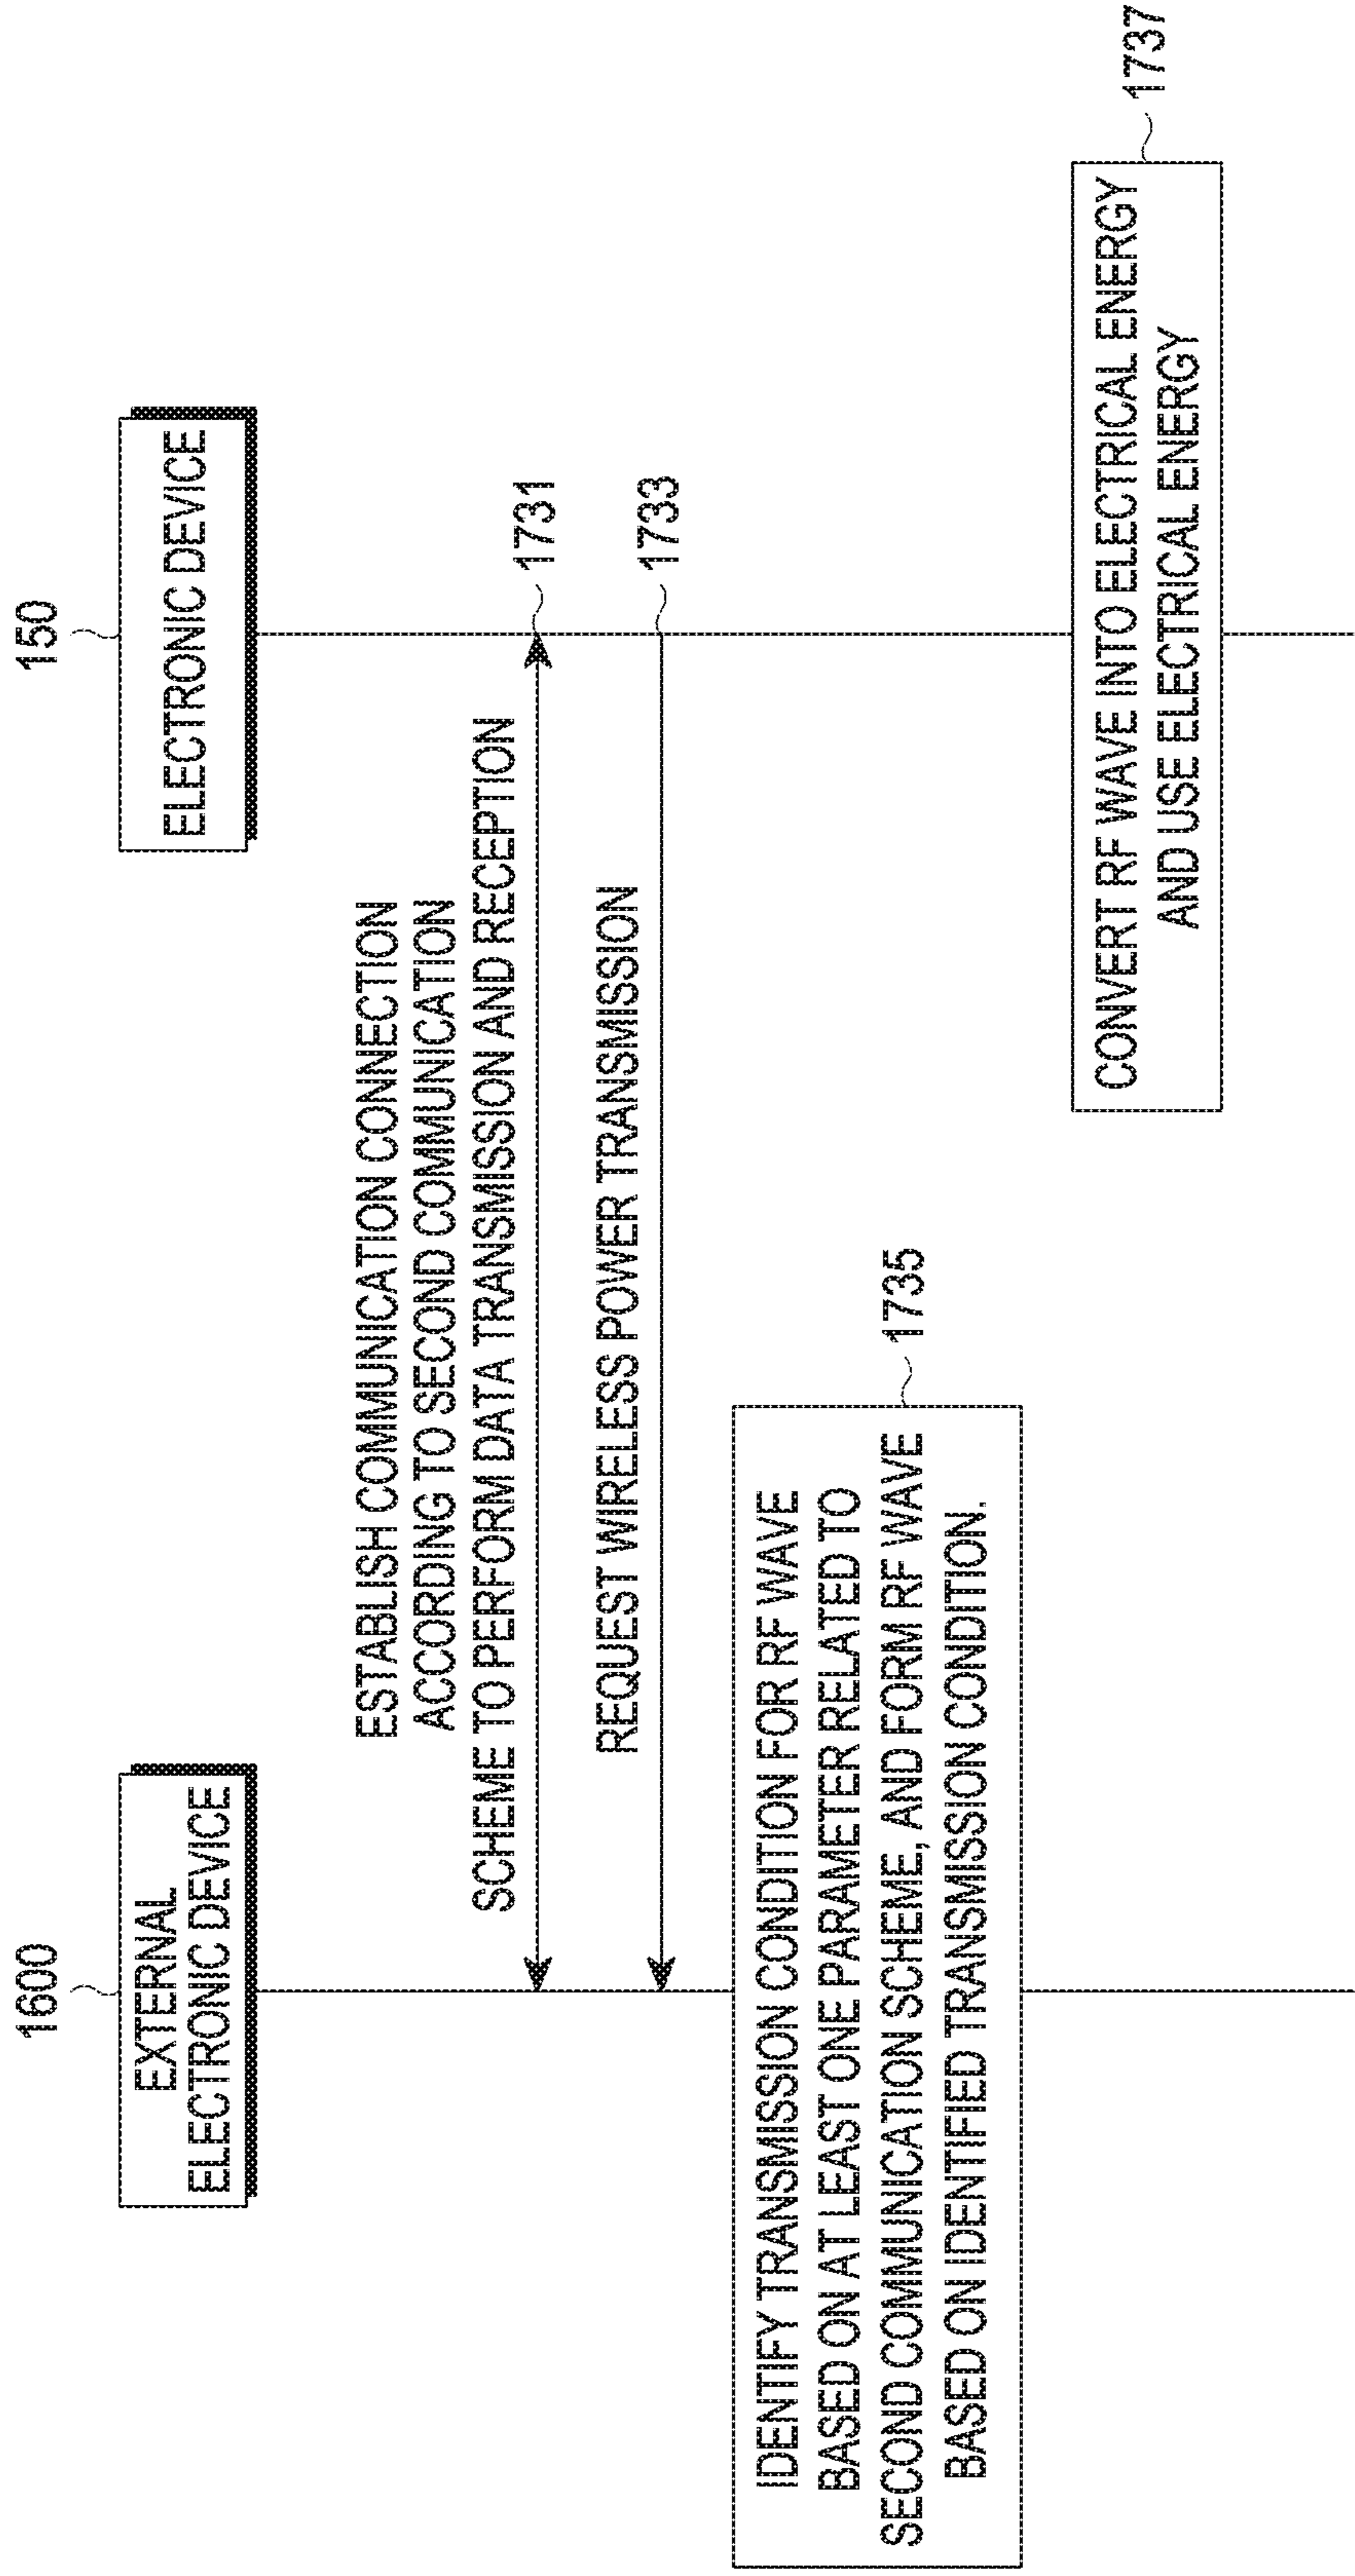 1600
150
EXTERNAL
ELECTRONIC DEVICE
ELECTRONIC DEVICE
ESTABLISH COMMUNICATION CONNECTION
ACCORDING TO SECOND COMMUNICATION
SCHEME TO PERFORM DATA TRANSMISSION AND RECEPTION
1731
REQUEST WIRELESS POWER TRANSMISSION
1733
IDENTIFY TRANSMISSION CONDITION FOR RF WAVE
BASED ON AT LEAST ONE PARAMETER RELATED TO
SECOND COMMUNICATION SCHEME, AND FORM RF WAVE
BASED ON IDENTIFIED TRANSMISSION CONDITION.
1735
CONVERT RF WAVE INTO ELECTRICAL ENERGY
AND USE ELECTRICAL ENERGY
1737